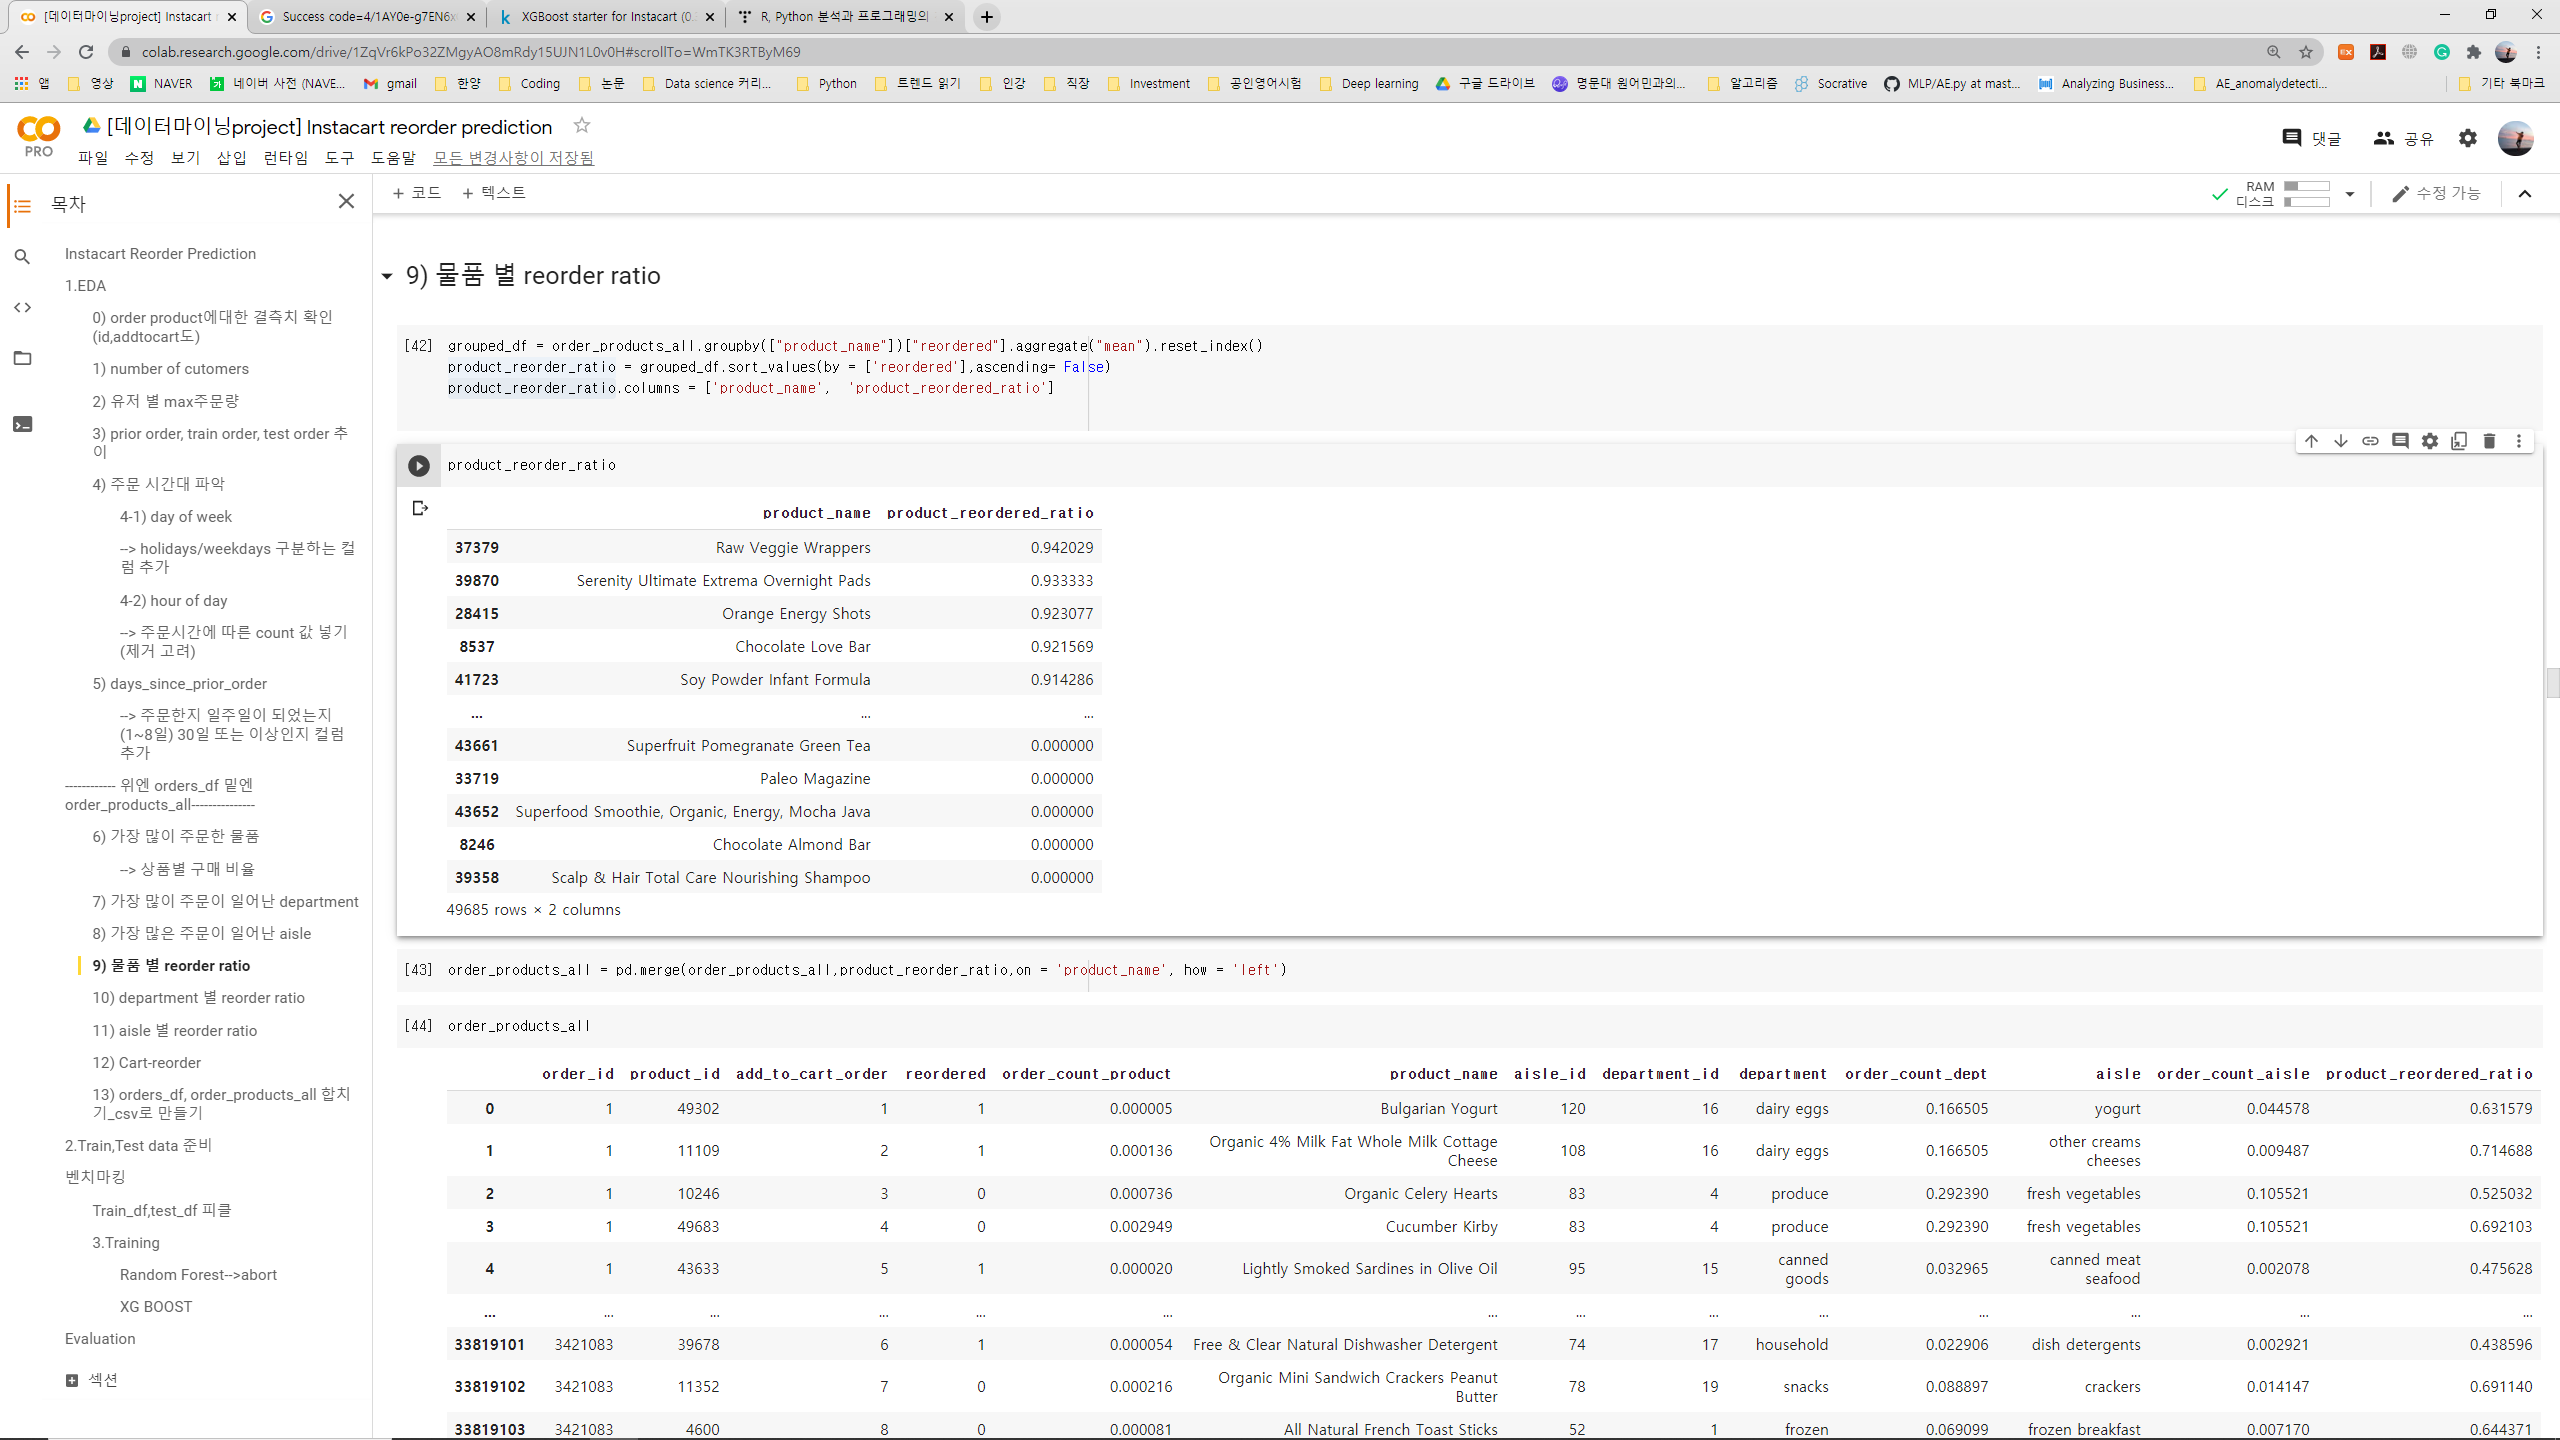 [데이터마이닝project] Instacart r
Success code=4/1AY0e-g7EN6x
XGBoost starter for Instacart (0.3
R, Python 분석과 프로그래밍의
colab.research.google.com/drive/1ZqVr6kPo32ZMgyAO8mRdy15UJN1L0v0H#scrollTo=WmTK3RTByM69
앱 영상 NAVER 네이버 사전 (NAVE... gmail 한양 Coding 논문 Data science 커리... Python 트렌드 읽기 인강 직장 Investment 공인영어시험 Deep learning 구글 드라이브 명문대 원어민과의... 알고리즘 Socrative MLP/AE.py at mast... Analyzing Business... AE_anomalydetecti... 기타 북마크
[데이터마이닝project] Instacart reorder prediction
PRO
파일 수정 보기 삽입 런타임 도구 도움말 모든 변경사항이 저장됨
댓글 공유
목차
+ 코드 + 텍스트
RAM
디스크
수정 가능
Instacart Reorder Prediction
1.EDA
0) order product에대한 결측치 확인
(id,addtocart도)
1) number of cutomers
2) 유저 별 max주문량
3) prior order, train order, test order 추
이
4) 주문 시간대 파악
4-1) day of week
--> holidays/weekdays 구분하는 컬
럼 추가
4-2) hour of day
--> 주문시간에 따른 count 값 넣기
(제거 고려)
5) days_since_prior_order
--> 주문한지 일주일이 되었는지
(1~8일) 30일 또는 이상인지 컬럼
추가
------------ 위엔 orders_df 밑엔
order_products_all---------------
6) 가장 많이 주문한 물품
--> 상품별 구매 비율
7) 가장 많이 주문이 일어난 department
8) 가장 많은 주문이 일어난 aisle
9) 물품 별 reorder ratio
10) department 별 reorder ratio
11) aisle 별 reorder ratio
12) Cart-reorder
13) orders_df, order_products_all 합치
기_csv로 만들기
2.Train,Test data 준비
벤치마킹
Train_df,test_df 피클
3.Training
Random Forest-->abort
XG BOOST
Evaluation
섹션
9) 물품 별 reorder ratio
[42] grouped_df = order_products_all.groupby(["product_name"])["reordered"].aggregate("mean").reset_index()
product_reorder_ratio = grouped_df.sort_values(by = ['reordered'],ascending= False)
product_reorder_ratio.columns = ['product_name', 'product_reordered_ratio']
product_reorder_ratio
product_name product_reordered_ratio
37379 Raw Veggie Wrappers 0.942029
39870 Serenity Ultimate Extrema Overnight Pads 0.933333
28415 Orange Energy Shots 0.923077
8537 Chocolate Love Bar 0.921569
41723 Soy Powder Infant Formula 0.914286
... ... ...
43661 Superfruit Pomegranate Green Tea 0.000000
33719 Paleo Magazine 0.000000
43652 Superfood Smoothie, Organic, Energy, Mocha Java 0.000000
8246 Chocolate Almond Bar 0.000000
39358 Scalp & Hair Total Care Nourishing Shampoo 0.000000
49685 rows × 2 columns
[43] order_products_all = pd.merge(order_products_all,product_reorder_ratio,on = 'product_name', how = 'left')
[44] order_products_all
order_id product_id add_to_cart_order reordered order_count_product product_name aisle_id department_id department order_count_dept aisle order_count_aisle product_reordered_ratio
0 1 49302 1 1 0.000005 Bulgarian Yogurt 120 16 dairy eggs 0.166505 yogurt 0.044578 0.631579
1 1 11109 2 1 0.000136 Organic 4% Milk Fat Whole Milk Cottage Cheese 108 16 dairy eggs 0.166505 other creams cheeses 0.009487 0.714688
2 1 10246 3 0 0.000736 Organic Celery Hearts 83 4 produce 0.292390 fresh vegetables 0.105521 0.525032
3 1 49683 4 0 0.002949 Cucumber Kirby 83 4 produce 0.292390 fresh vegetables 0.105521 0.692103
4 1 43633 5 1 0.000020 Lightly Smoked Sardines in Olive Oil 95 15 canned goods 0.032965 canned meat seafood 0.002078 0.475628
... ... ... ... ... ... ... ... ... ... ... ... ... ...
33819101 3421083 39678 6 1 0.000054 Free & Clear Natural Dishwasher Detergent 74 17 household 0.022906 dish detergents 0.002921 0.438596
33819102 3421083 11352 7 0 0.000216 Organic Mini Sandwich Crackers Peanut Butter 78 19 snacks 0.088897 crackers 0.014147 0.691140
33819103 3421083 4600 8 0 0.000081 All Natural French Toast Sticks 52 1 frozen 0.069099 frozen breakfast 0.007170 0.644371